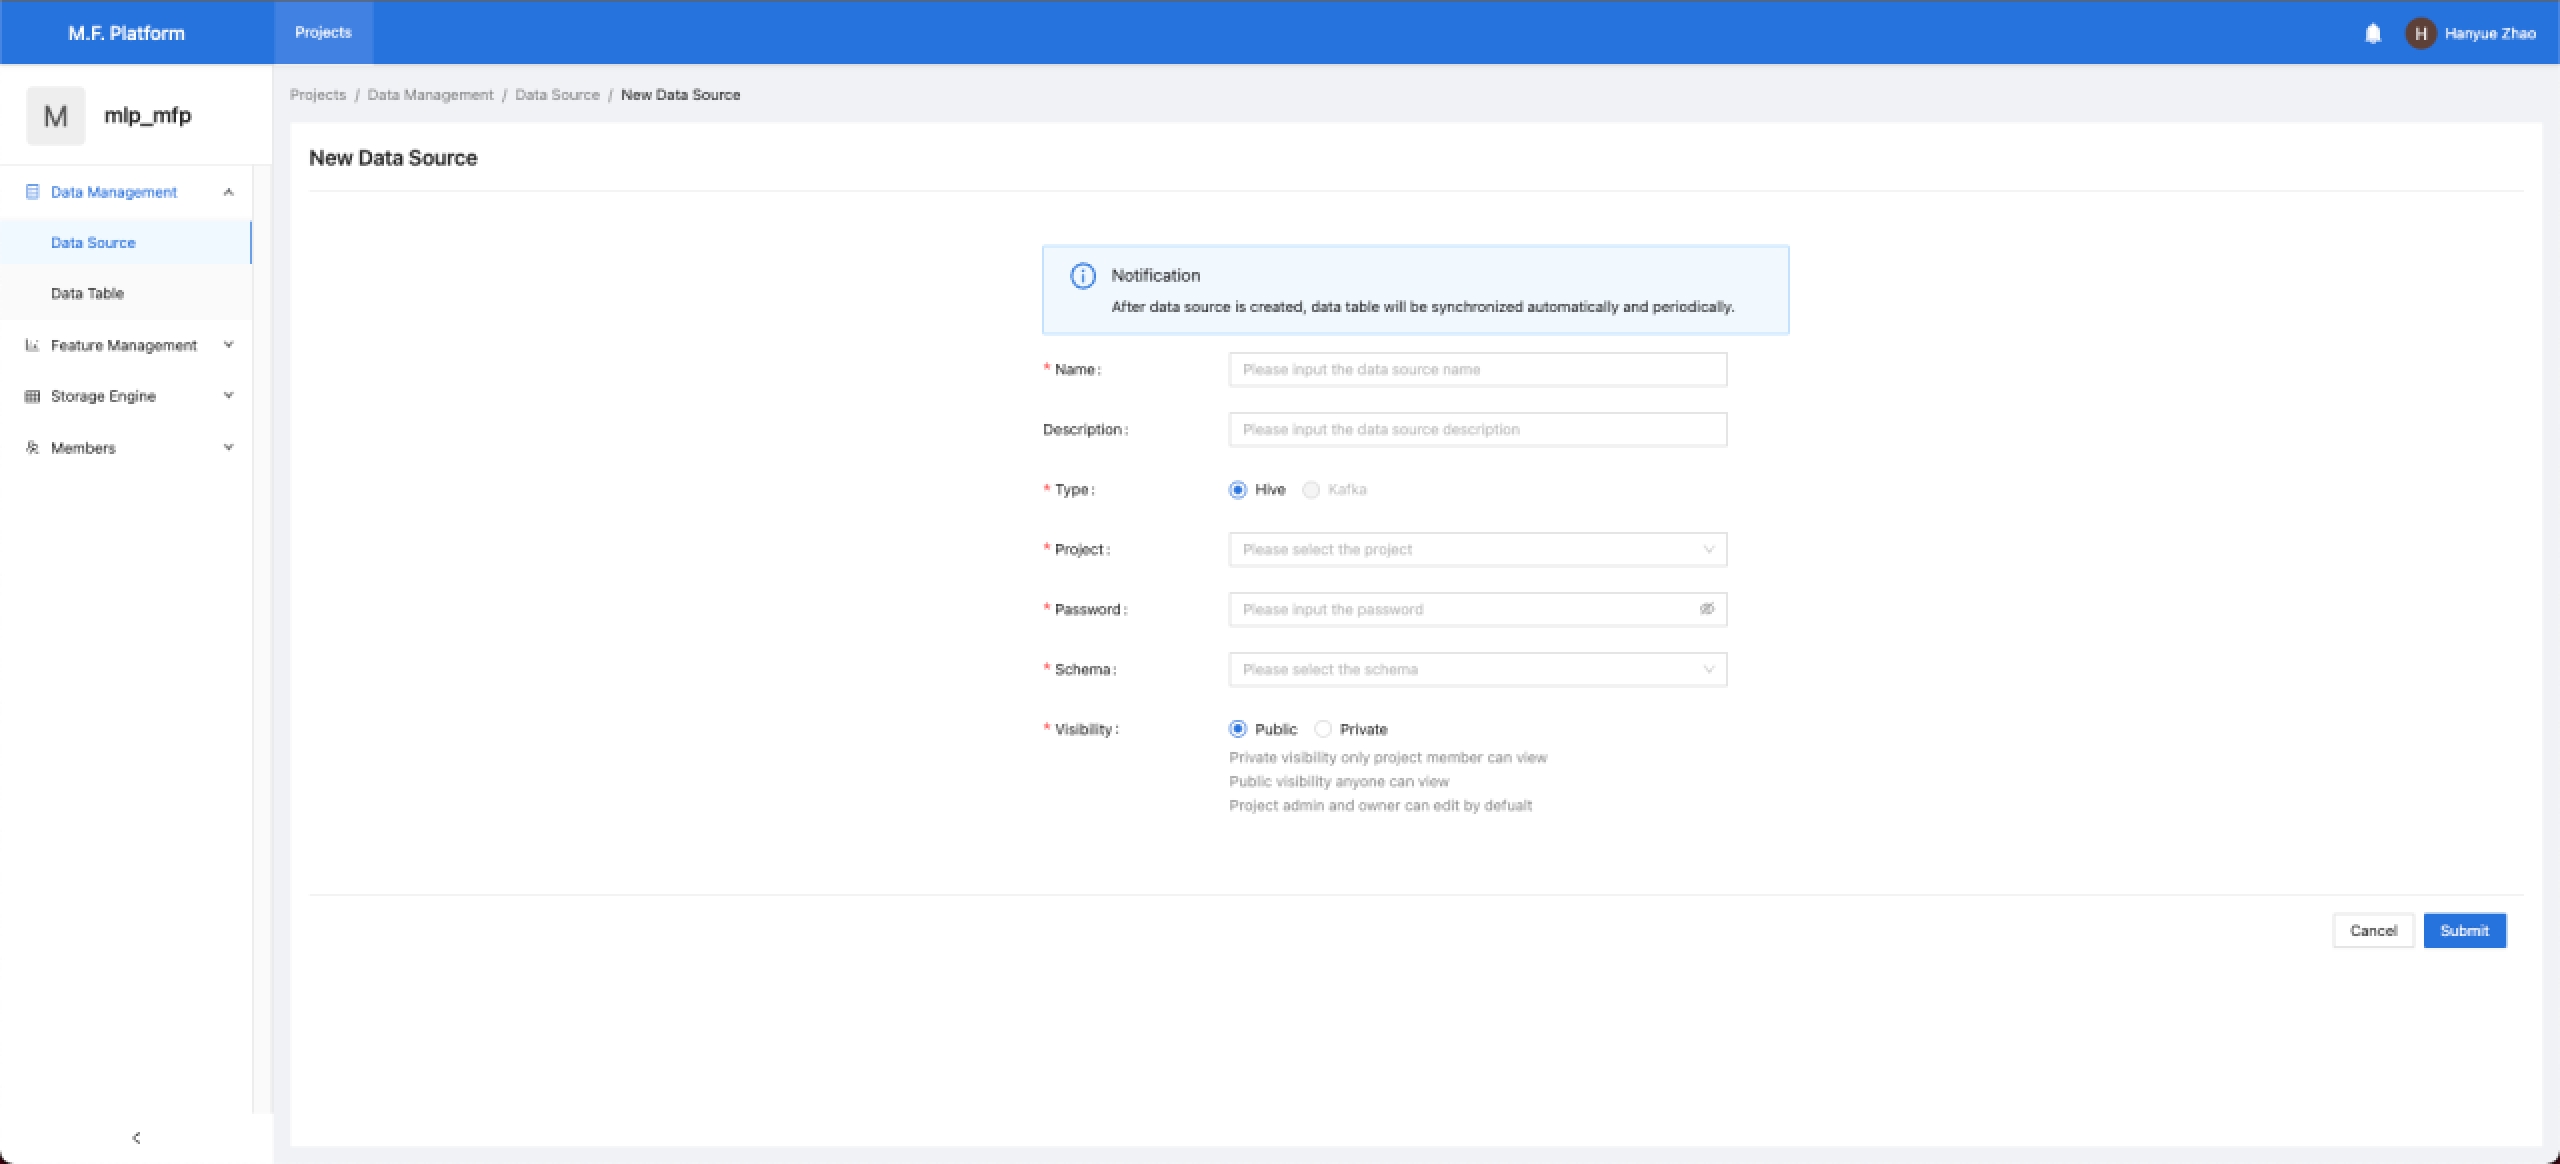 M.F. Platform
Projects
H
Hanyue Zhao
M
mlp_mfp
Data Management
Data Source
Data Table
Feature Management
Storage Engine
Members
Projects / Data Management / Data Source / New Data Source
New Data Source
Notification
After data source is created, data table will be synchronized automatically and periodically.
* Name: Please input the data source name
Description: Please input the data source description
* Type: Hive Kafka
* Project: Please select the project
* Password: Please input the password
* Schema: Please select the schema
* Visibility: Public Private
Private visibility only project member can view
Public visibility anyone can view
Project admin and owner can edit by defualt
Cancel Submit